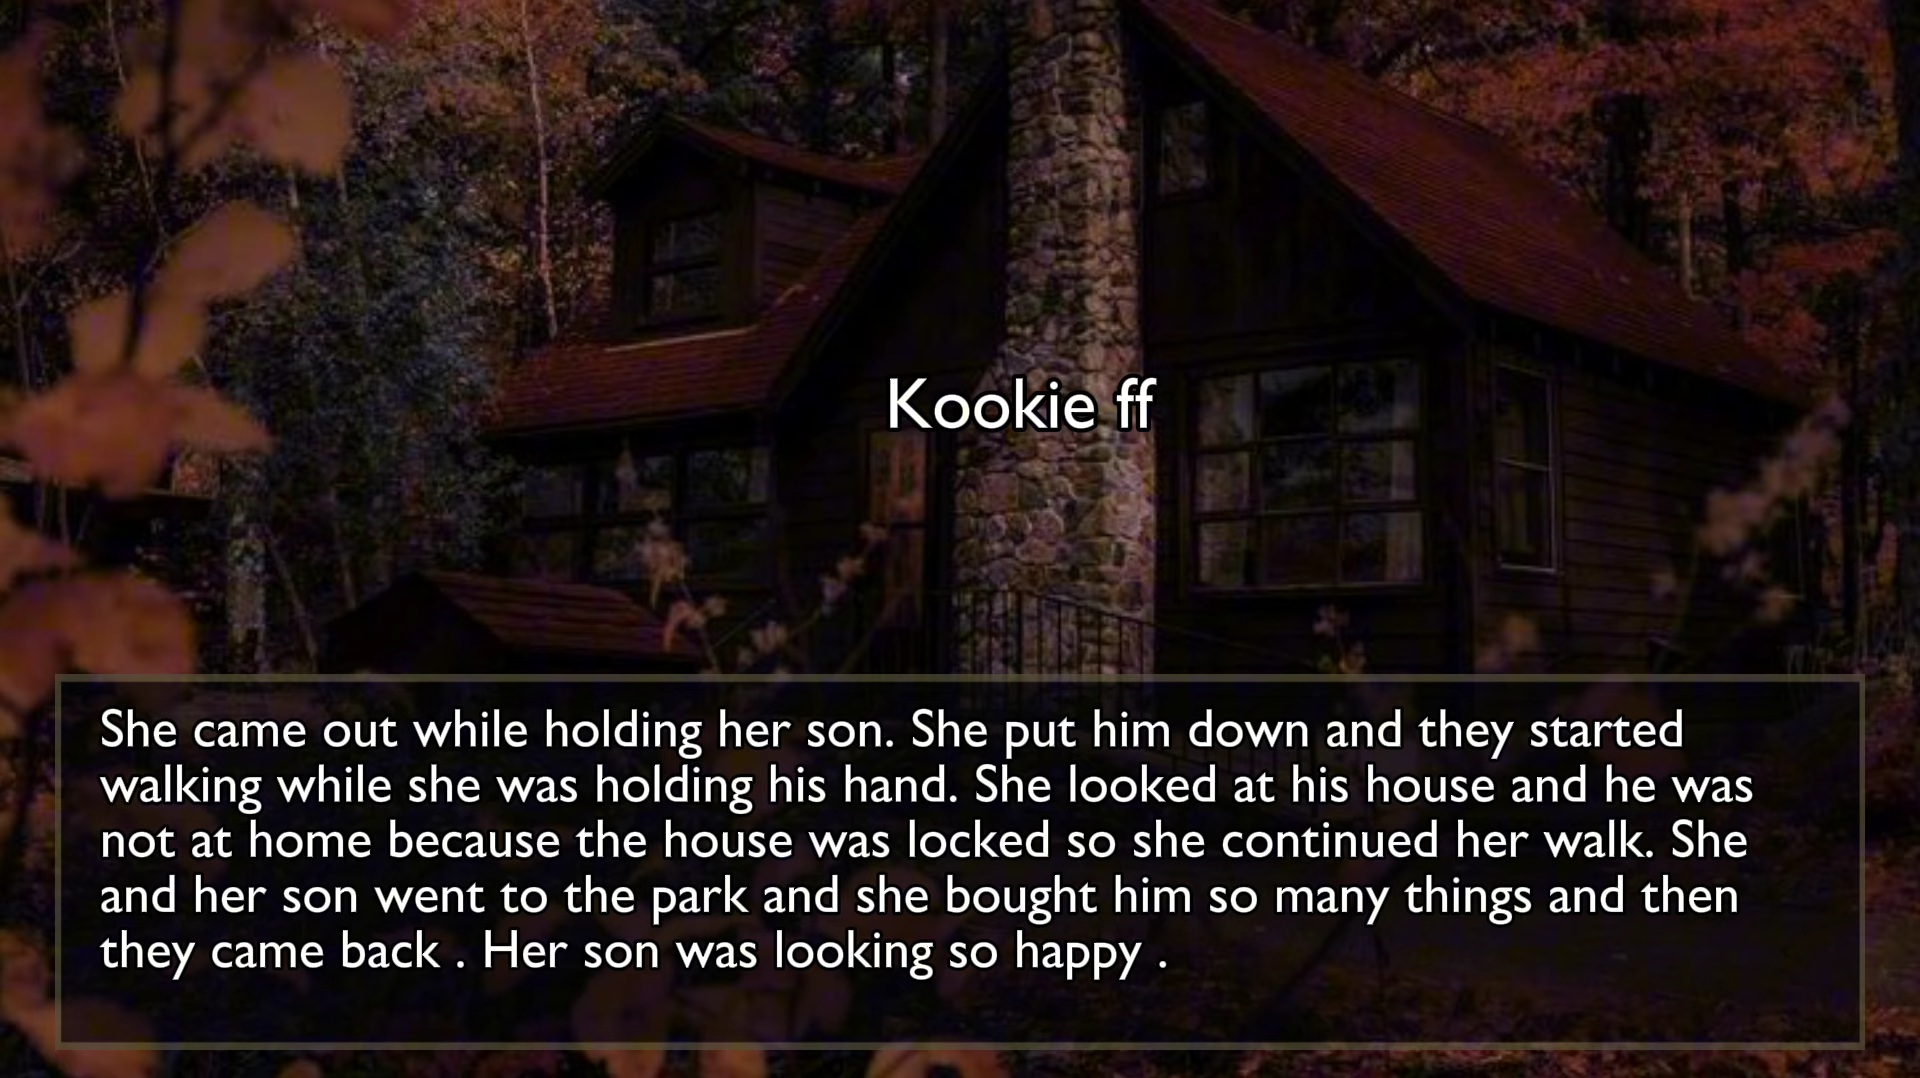 Kookie ff
She came out while holding her son. She put him down and they started
walking while she was holding his hand. She looked at his house and he was
not at home because the house was locked so she continued her walk. She
and her son went to the park and she bought him so many things and then
they came back . Her son was looking so happy .